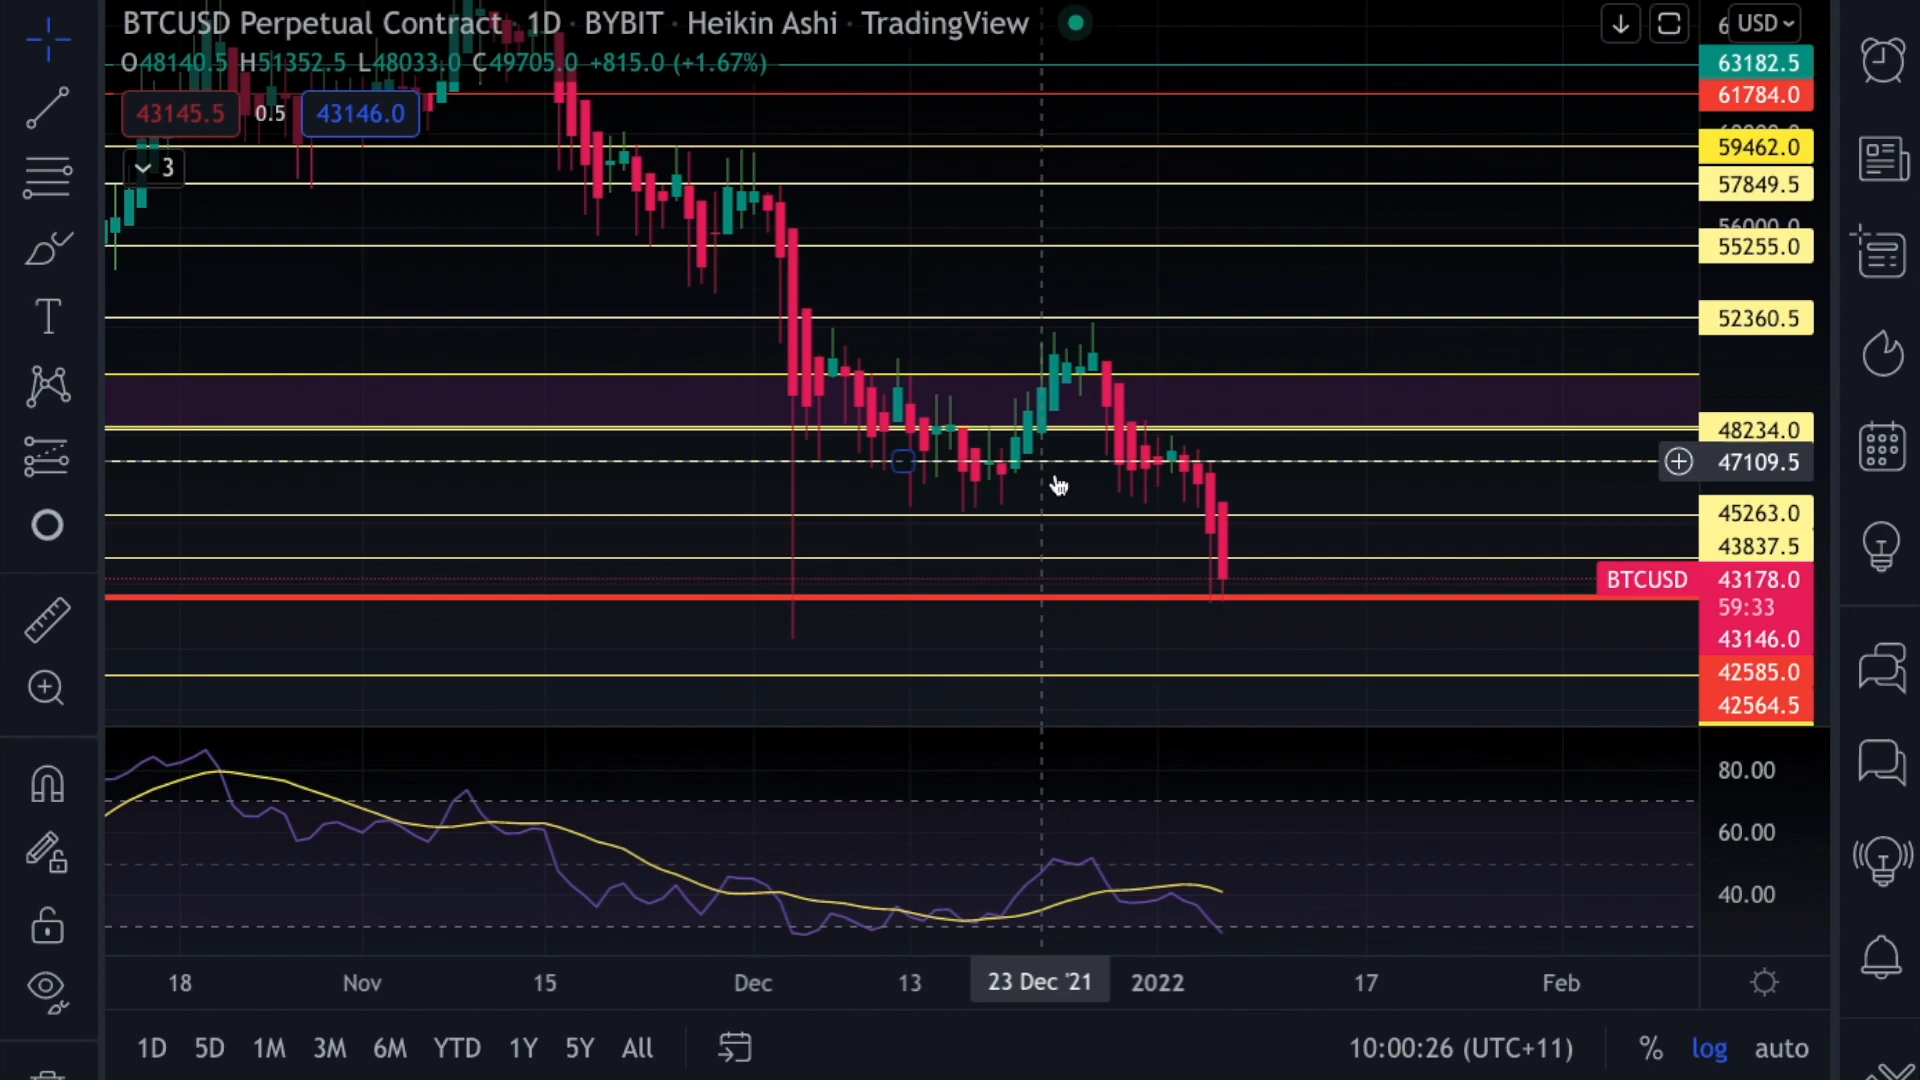 BTCUSD Perpetual Contract · 1D · BYBIT · Heikin Ashi · TradingView
O48140.5 H51352.5 L48033.0 C49705.0 +815.0 (+1.67%)
43145.5 0.5 43146.0
3
USD
63182.5
61784.0
59462.0
57849.5
56000.0
55255.0
52360.5
48234.0
47109.5
45263.0
43837.5
BTCUSD 43178.0
59:33
43146.0
42585.0
42564.5
80.00
60.00
40.00
18 Nov 15 Dec 13 23 Dec '21 2022 17 Feb
1D 5D 1M 3M 6M YTD 1Y 5Y All 10:00:26 (UTC+11) % log auto